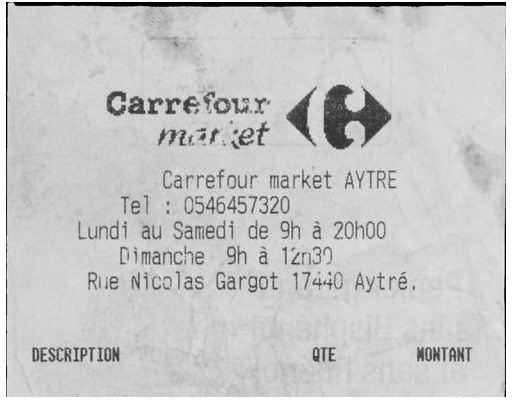 Carrefour
market
Carrefour market AYTRE
Tel : 0546457320
Lundi au Samedi de 9h à 20h00
Dimanche 9h à 12h30
Rue Nicolas Gargot 17440 Aytré.
DESCRIPTION QTE MONTANT